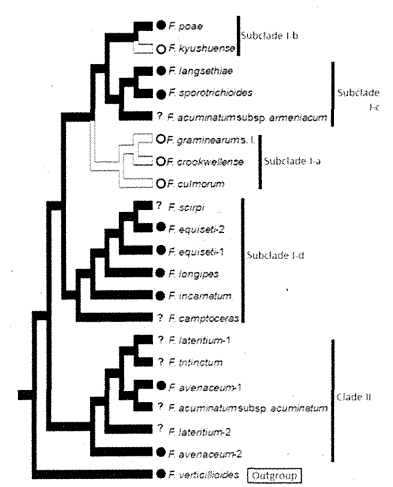 F. poae
F. kyushuense
Subclade I-b
F. langsethiae
F. sporotrichioides
? F. acuminatum subsp. armeniacum
Subclade
I-c
F. graminearum s. l.
F. crookwellense
F. culmorum
Subclade I-a
? F. scirpi
F. equiseti-2
F. equiseti-1
F. longipes
F. incarnatum
? F. camptoceras
Subclade I-d
? F. lateritium-1
? F. tritinctum
F. avenaceum-1
? F. acuminatum subsp. acuminatum
? F. lateritium-2
F. avenaceum-2
Clade II
F. verticillioides Outgroup